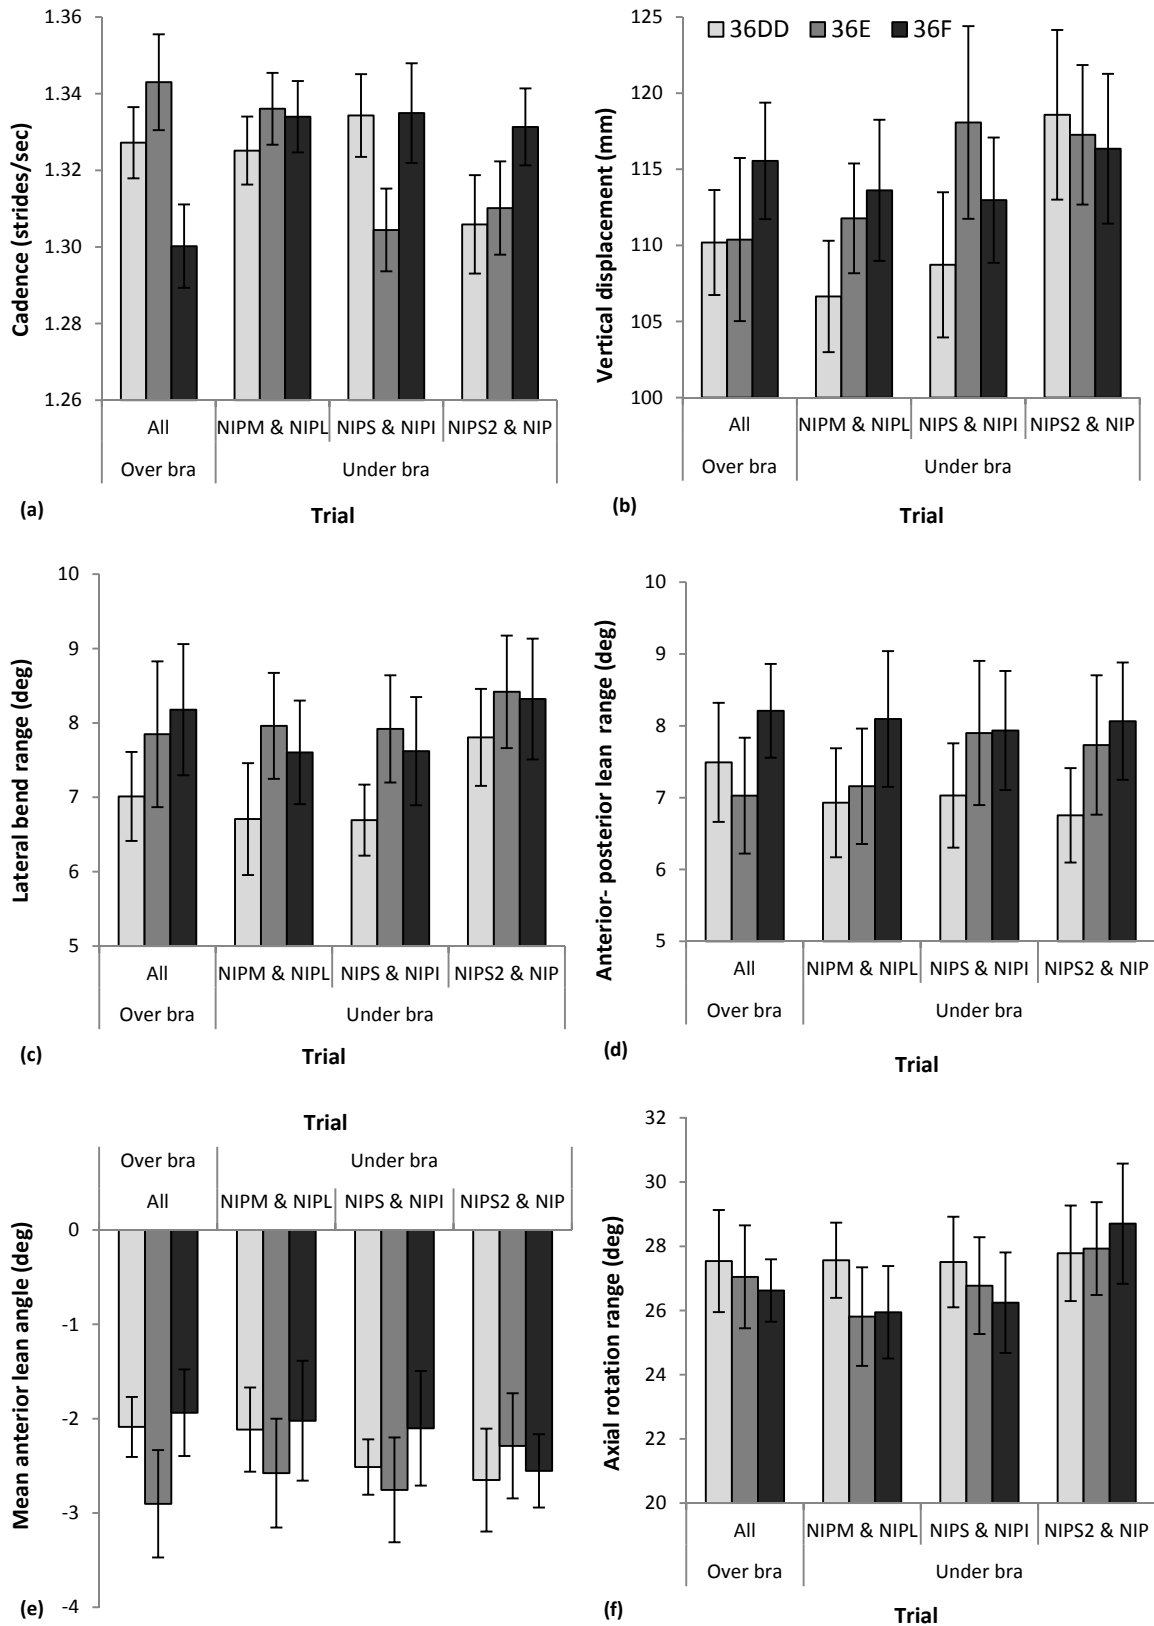 Cadence (strides/sec)
1.36
1.34
1.32
1.30
1.28
1.26
All
NIPM & NIPL
NIPS & NIPI
NIPS2 & NIP
Over bra
Under bra
(a)
Trial
Vertical displacement (mm)
125
120
115
110
105
100
36DD
36E
36F
All
NIPM & NIPL
NIPS & NIPI
NIPS2 & NIP
Over bra
Under bra
(b)
Trial
Lateral bend range (deg)
10
9
8
7
6
5
All
NIPM & NIPL
NIPS & NIPI
NIPS2 & NIP
Over bra
Under bra
(c)
Trial
Anterior- posterior lean range (deg)
10
9
8
7
6
5
All
NIPM & NIPL
NIPS & NIPI
NIPS2 & NIP
Over bra
Under bra
(d)
Trial
Trial
Over bra
Under bra
All
NIPM & NIPL
NIPS & NIPI
NIPS2 & NIP
Mean anterior lean angle (deg)
0
-1
-2
-3
-4
(e)
Axial rotation range (deg)
32
30
28
26
24
22
20
All
NIPM & NIPL
NIPS & NIPI
NIPS2 & NIP
Over bra
Under bra
(f)
Trial